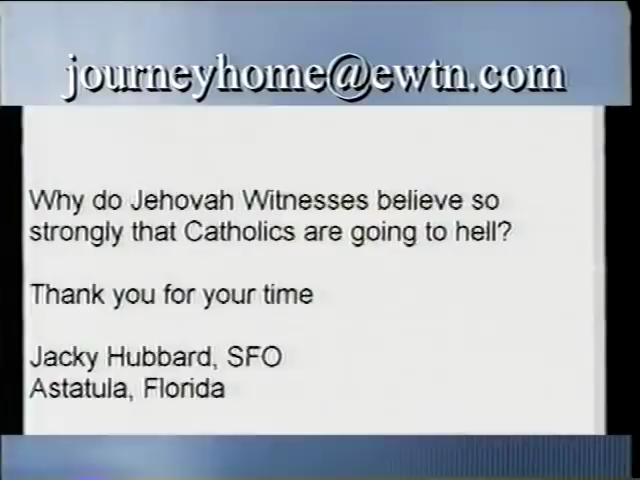 journeyhome@ewtn.com
Why do Jehovah Witnesses believe so
strongly that Catholics are going to hell?
Thank you for your time
Jacky Hubbard, SFO
Astatula, Florida